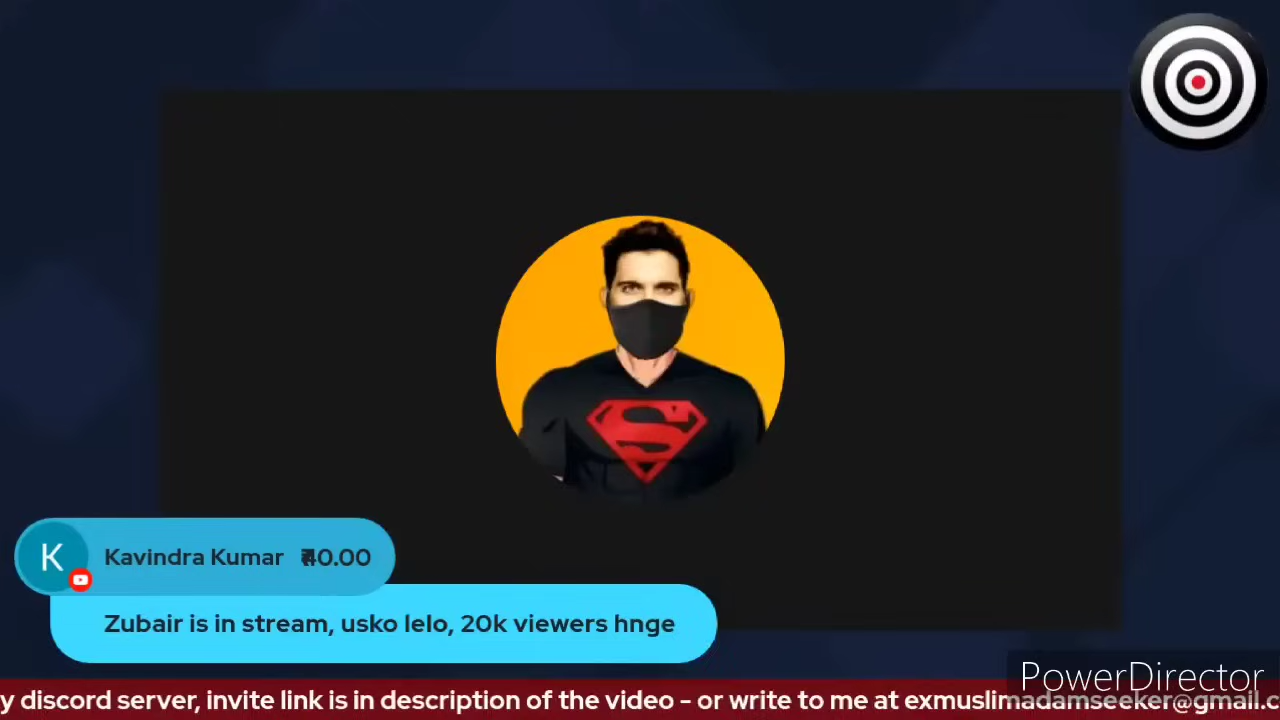 K Kavindra Kumar ₹40.00
Zubair is in stream, usko lelo, 20k viewers hnge
PowerDirector
y discord server, invite link is in description of the video - or write to me at exmuslimadamseeker@gmail.c